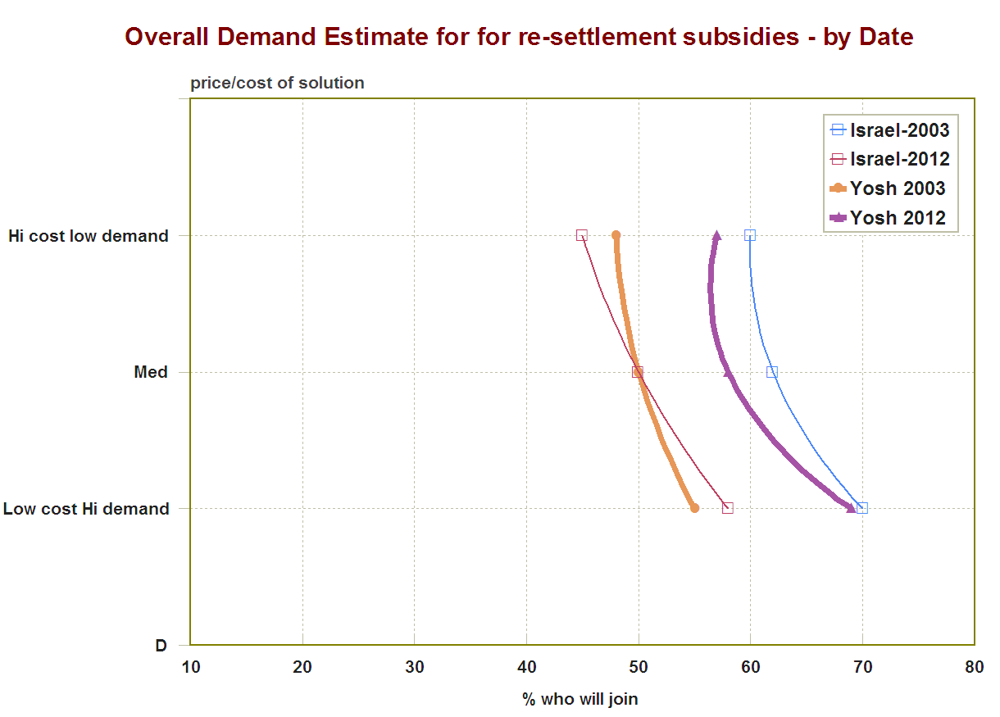 Overall Demand Estimate for for re-settlement subsidies - by Date
price/cost of solution
Israel-2003
Israel-2012
Yosh 2003
Yosh 2012
Hi cost low demand
Med
Low cost Hi demand
D
10 20 30 40 50 60 70 80
% who will join